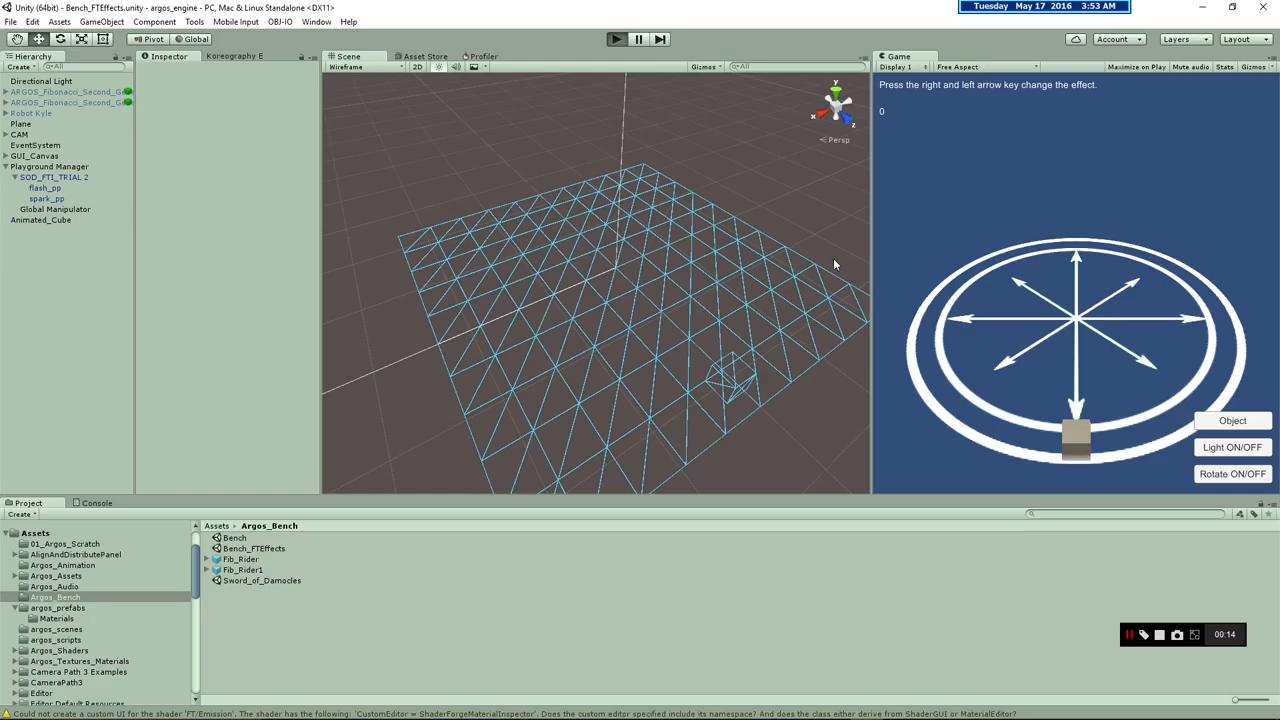 Unity (64bit) - Bench_FTEffects.unity - argos_engine - PC, Mac & Linux Standalone <DX11>
Tuesday May 17 2016 3:53 AM
File Edit Assets GameObject Component Tools Mobile Input OBJ-IO Window Help
Pivot Global
Account Layers Layout
Hierarchy
Inspector Koreography E
Scene Asset Store Profiler
Game
Create All
Wireframe 2D Gizmos All
Display 1 Free Aspect Maximize on Play Mute audio Stats Gizmos
Directional Light
ARGOS_Fibonacci_Second_G
ARGOS_Fibonacci_Second_G
Robot Kyle
Plane
CAM
EventSystem
GUI_Canvas
Playground Manager
SOD_FTI_TRIAL 2
flash_pp
spark_pp
Global Manipulator
Animated_Cube
y
x
z
Persp
Press the right and left arrow key change the effect.
0
Object
Light ON/OFF
Rotate ON/OFF
Project Console
Create
Assets
01_Argos_Scratch
AlignAndDistributePanel
Argos_Animation
Argos_Assets
Argos_Audio
Argos_Bench
argos_prefabs
Materials
argos_scenes
argos_scripts
Argos_Shaders
Argos_Textures_Materials
Camera Path 3 Examples
CameraPath3
Editor
Editor Default Resources
Assets Argos_Bench
Bench
Bench_FTEffects
Fib_Rider
Fib_Rider1
Sword_of_Damocles
00:14
Could not create a custom UI for the shader 'FT/Emission'. The shader has the following: 'CustomEditor = ShaderForgeMaterialInspector'. Does the custom editor specified include its namespace? And does the class either derive from ShaderGUI or MaterialEditor?